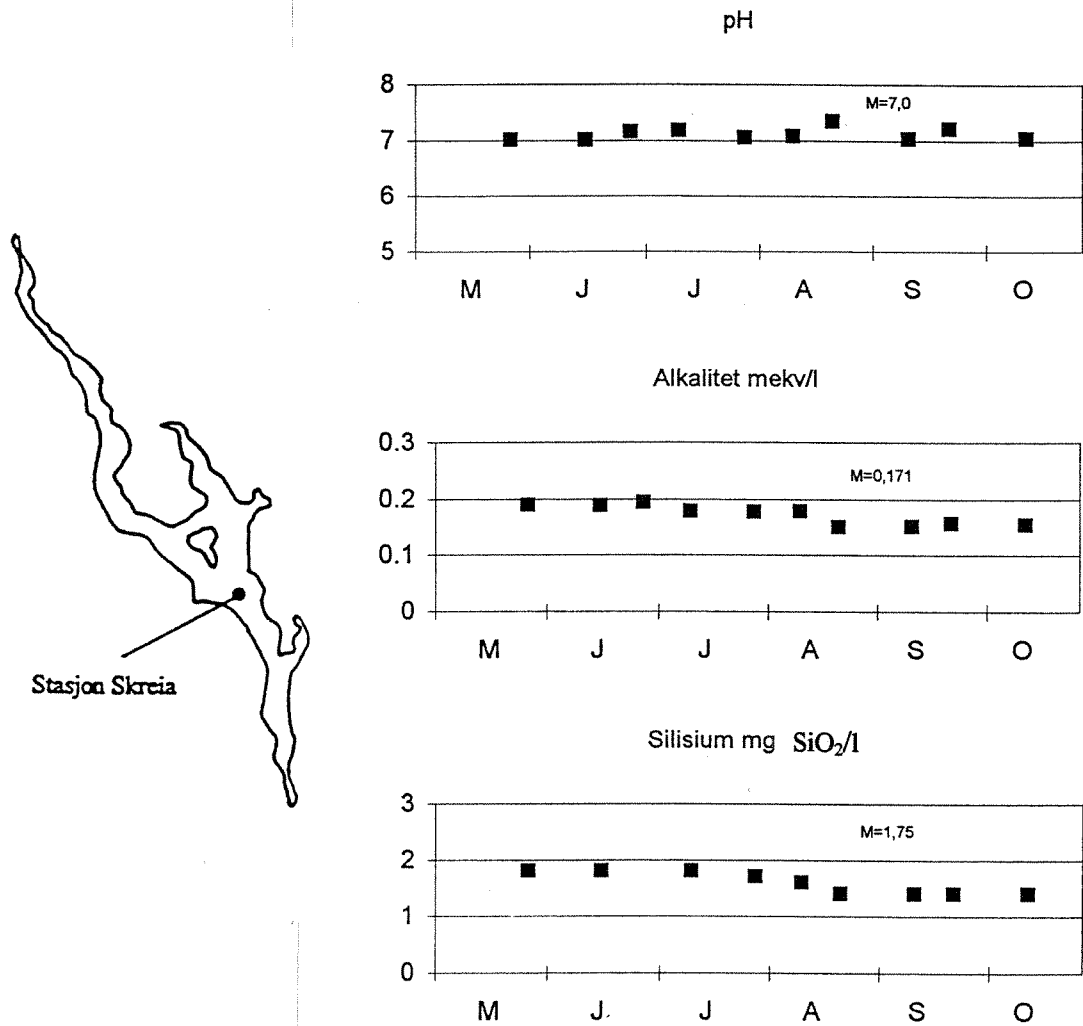 pH
8
7
6
5
M=7,0
M J J A S O
Stasjon Skreia
Alkalitet mekv/l
0.3
0.2
0.1
0
M=0,171
M J J A S O
Silisium mg SiO₂/l
3
2
1
0
M=1,75
M J J A S O